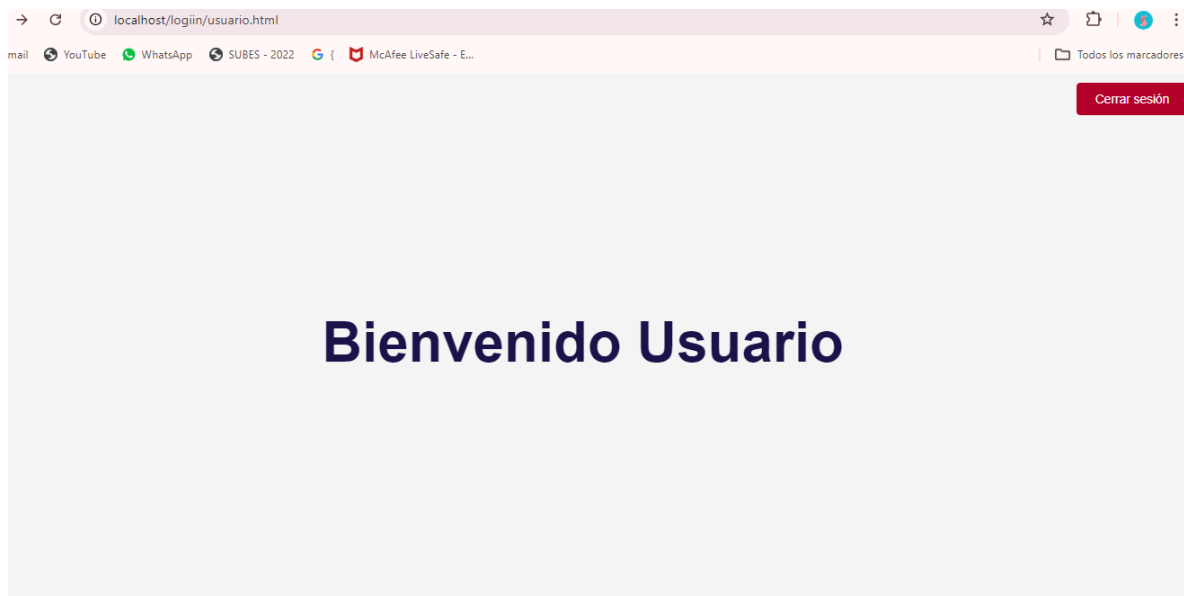 localhost/logiin/usuario.html
mail YouTube WhatsApp SUBES - 2022 G { McAfee LiveSafe - E... Todos los marcadores
Cerrar sesión
Bienvenido Usuario